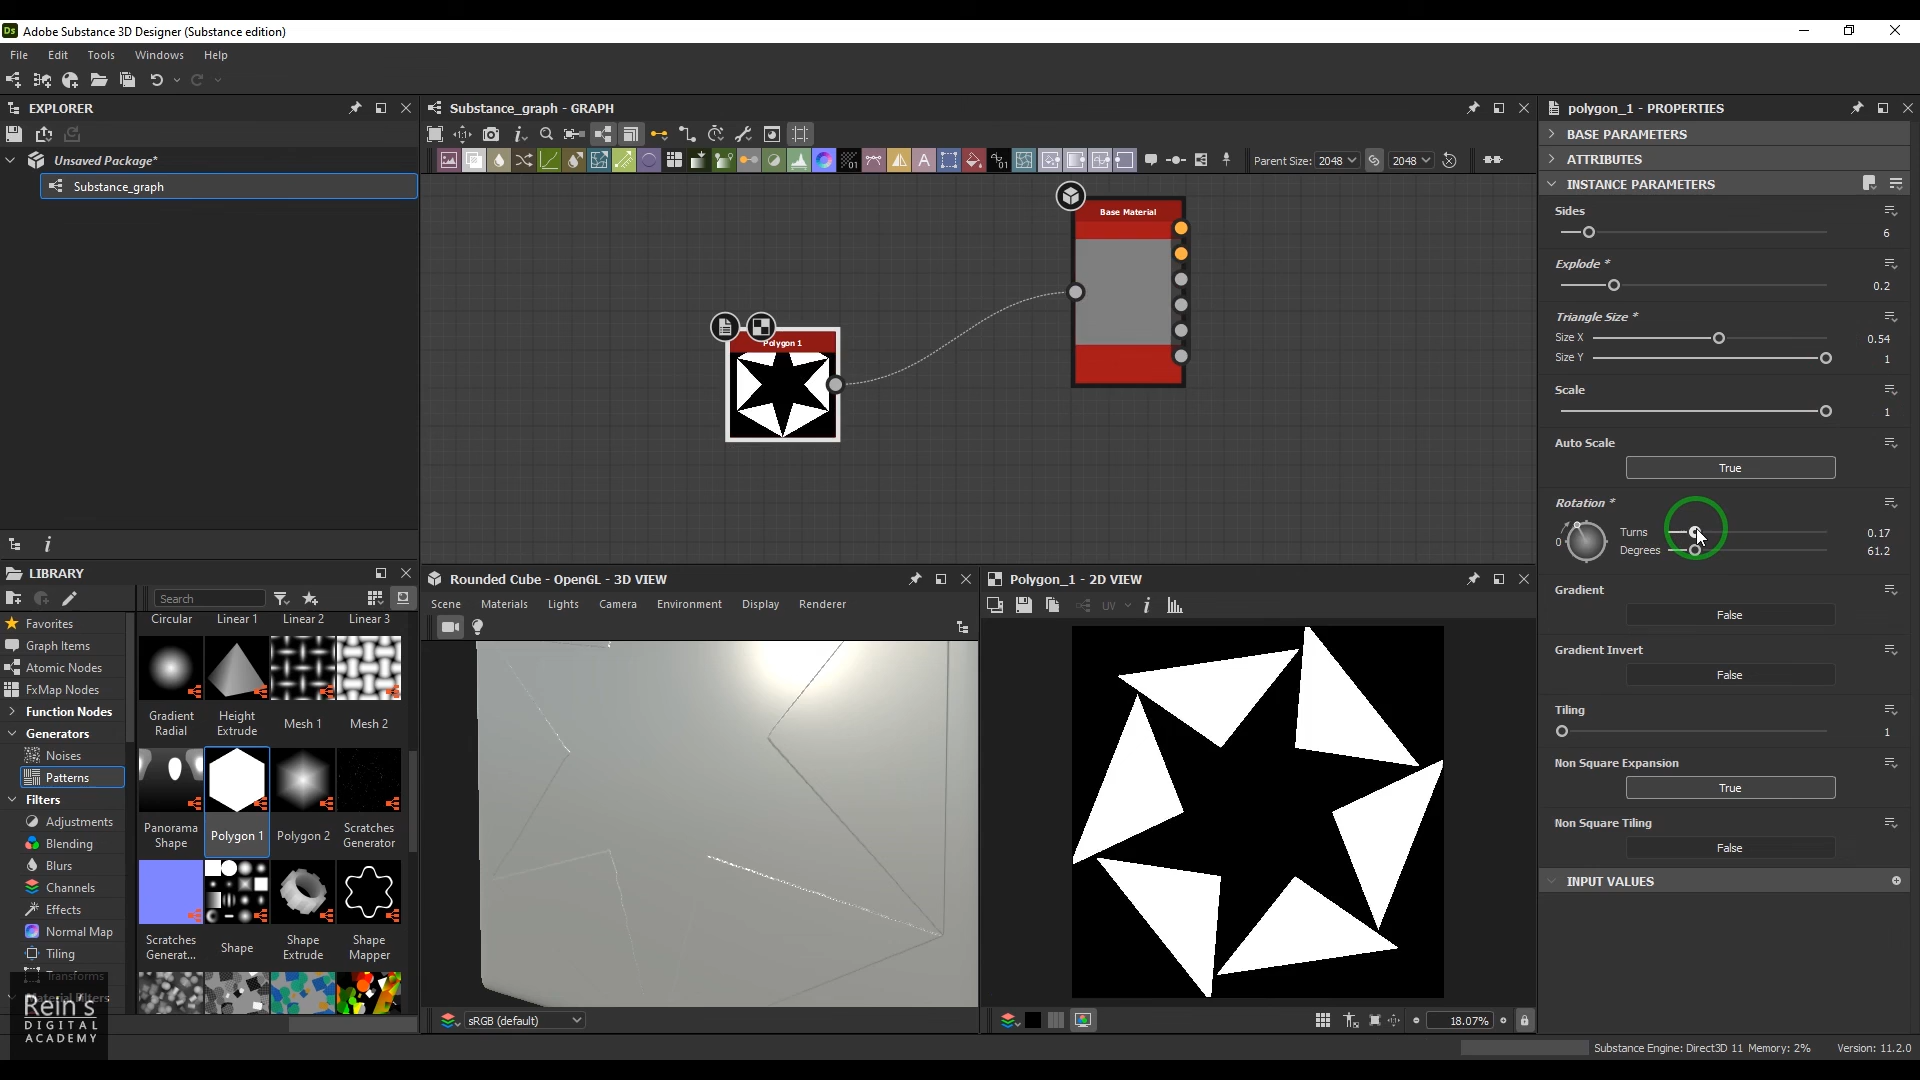 Ds Adobe Substance 3D Designer (Substance edition)
File Edit Tools Windows Help
EXPLORER
Unsaved Package*
Substance_graph
LIBRARY
Search
Favorites
Graph Items
Atomic Nodes
FxMap Nodes
Function Nodes
Generators
Noises
Patterns
Filters
Adjustments
Blending
Blurs
Channels
Effects
Normal Map
Tiling
Transforms
Material Filters
Circular Linear 1 Linear 2 Linear 3
Gradient Radial
Height Extrude
Mesh 1
Mesh 2
Panorama Shape
Polygon 1
Polygon 2
Scratches Generator
Scratches Generat...
Shape
Shape Extrude
Shape Mapper
Rein's
DIGITAL
ACADEMY
Substance_graph - GRAPH
Parent Size: 2048 2048
Polygon 1
Base Material
Rounded Cube - OpenGL - 3D VIEW
Scene Materials Lights Camera Environment Display Renderer
sRGB (default)
Polygon_1 - 2D VIEW
UV
18.07%
polygon_1 - PROPERTIES
BASE PARAMETERS
ATTRIBUTES
INSTANCE PARAMETERS
Sides
6
Explode *
0.2
Triangle Size *
Size X 0.54
Size Y 1
Scale
1
Auto Scale
True
Rotation *
0 Turns 0.17
Degrees 61.2
Gradient
False
Gradient Invert
False
Tiling
1
Non Square Expansion
True
Non Square Tiling
False
INPUT VALUES
Substance Engine: Direct3D 11 Memory: 2% Version: 11.2.0